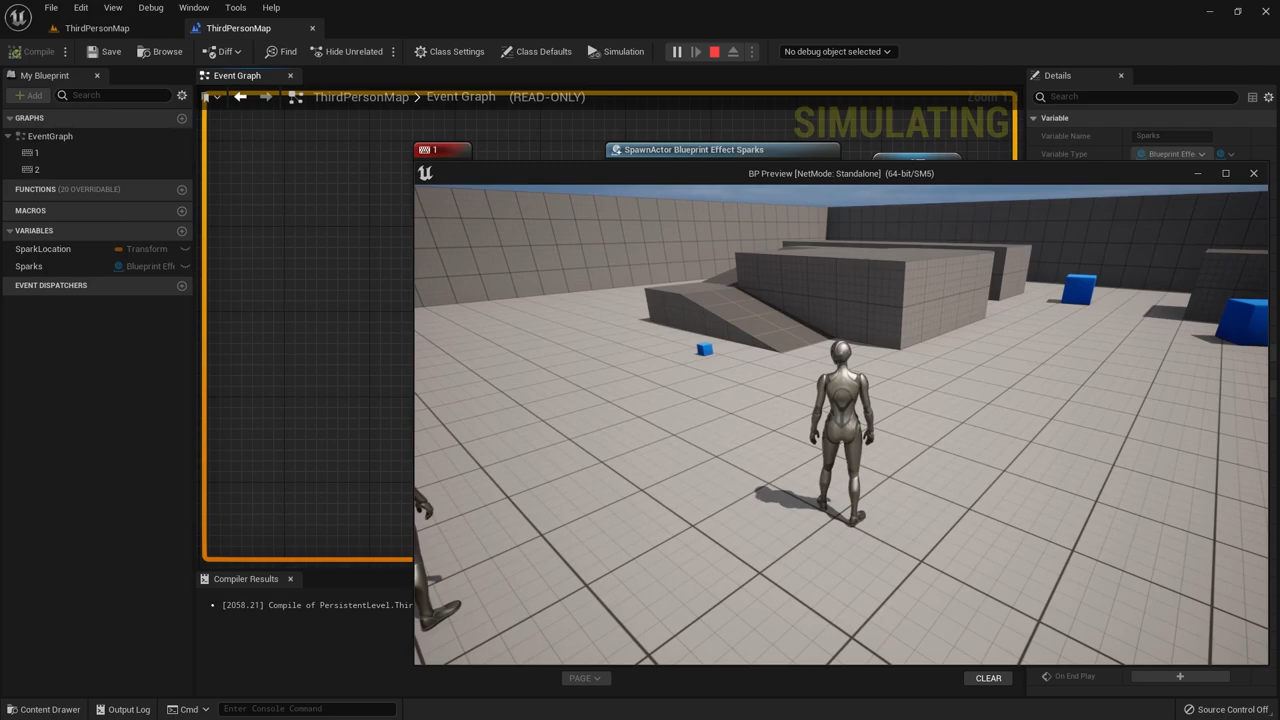 File Edit View Debug Window Tools Help
ThirdPersonMap ThirdPersonMap
Compile Save Browse Diff Find Hide Unrelated Class Settings Class Defaults Simulation No debug object selected
My Blueprint Event Graph Details
Add Search ThirdPersonMap > Event Graph (READ-ONLY) Search
GRAPHS Variable
SIMULATING
EventGraph Variable Name Sparks
1 1 SpawnActor Blueprint Effect Sparks Variable Type Blueprint Effe
2
BP Preview [NetMode: Standalone] (64-bit/SM5)
FUNCTIONS (20 OVERRIDABLE)
MACROS
VARIABLES
SparkLocation Transform
Sparks Blueprint Effe
EVENT DISPATCHERS
Compiler Results
[2058.21] Compile of PersistentLevel.Thir
PAGE CLEAR On End Play
Content Drawer Output Log Cmd Enter Console Command Source Control Off